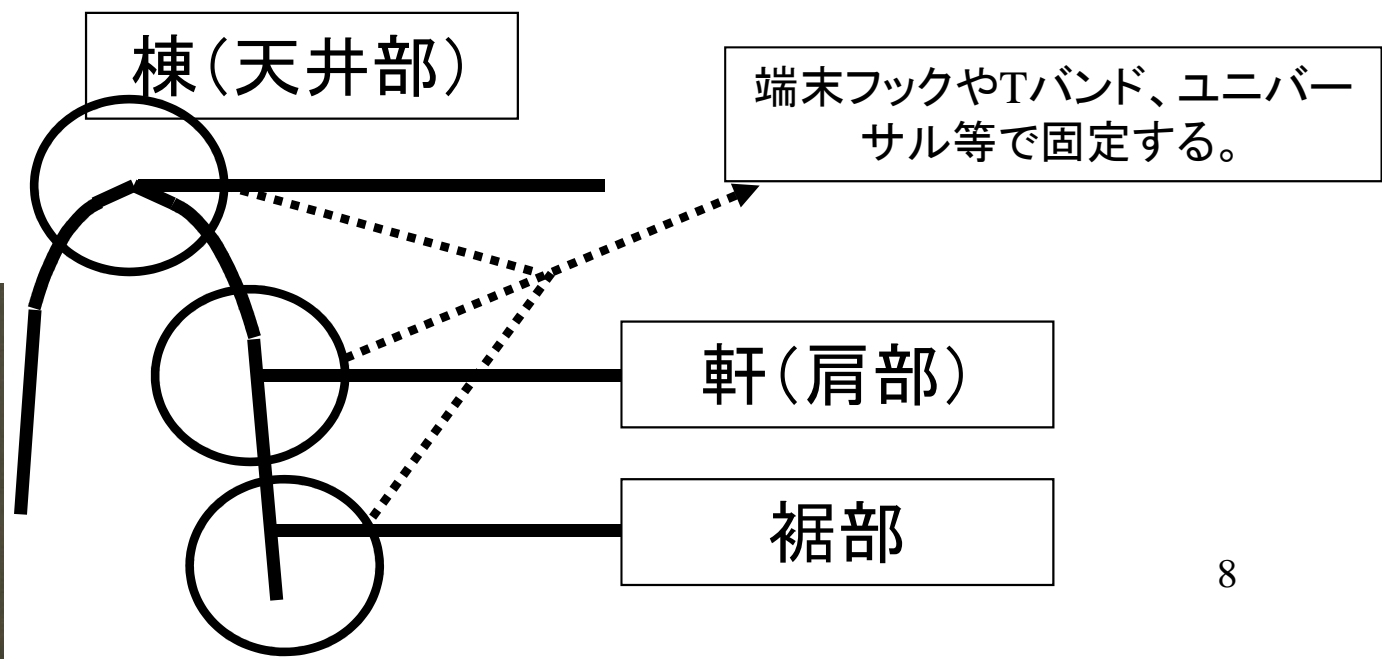 棟（天井部）
端末フックやTバンド、ユニバー
サル等で固定する。
軒（肩部）
裾部
8